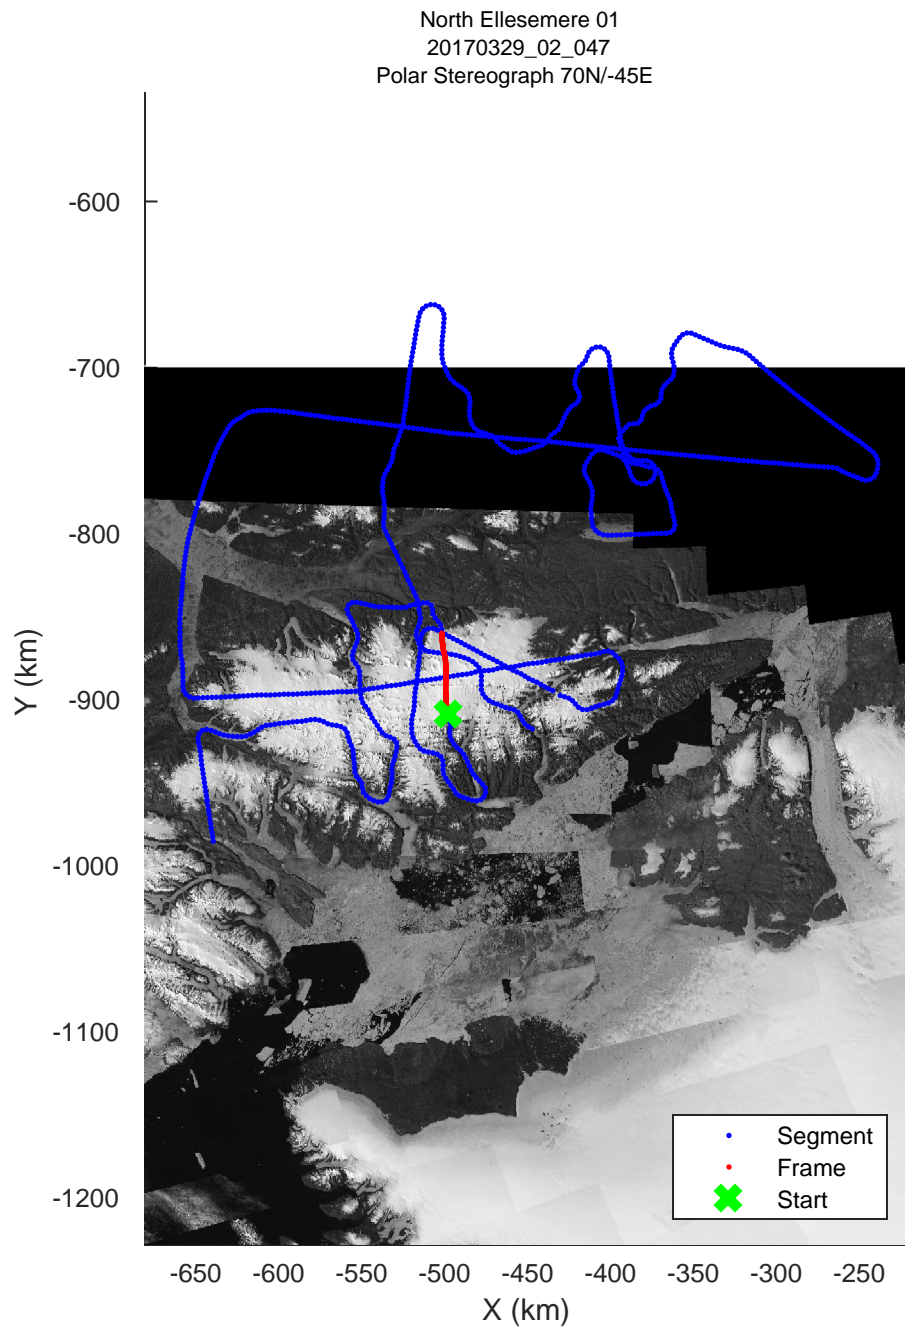 North Ellesemere 01
20170329_02_047
Polar Stereograph 70N/-45E
-600
-700
-800
-900
-1000
-1100
-1200
Y (km)
Segment
Frame
Start
-650 -600 -550 -500 -450 -400 -350 -300 -250
X (km)